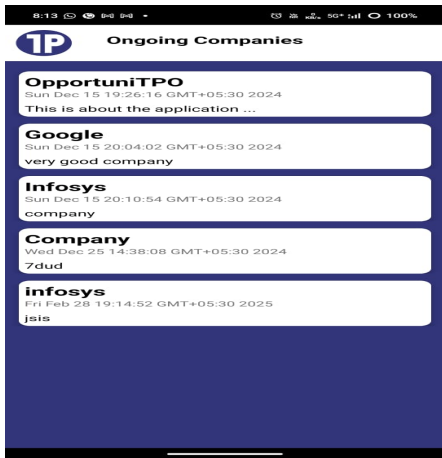 8:13 5G+ 100%
TP Ongoing Companies
OpportuniTPO
Sun Dec 15 19:26:16 GMT+05:30 2024
This is about the application ...
Google
Sun Dec 15 20:04:02 GMT+05:30 2024
very good company
Infosys
Sun Dec 15 20:10:54 GMT+05:30 2024
company
Company
Wed Dec 25 14:38:08 GMT+05:30 2024
7dud
infosys
Fri Feb 28 19:14:52 GMT+05:30 2025
jsis